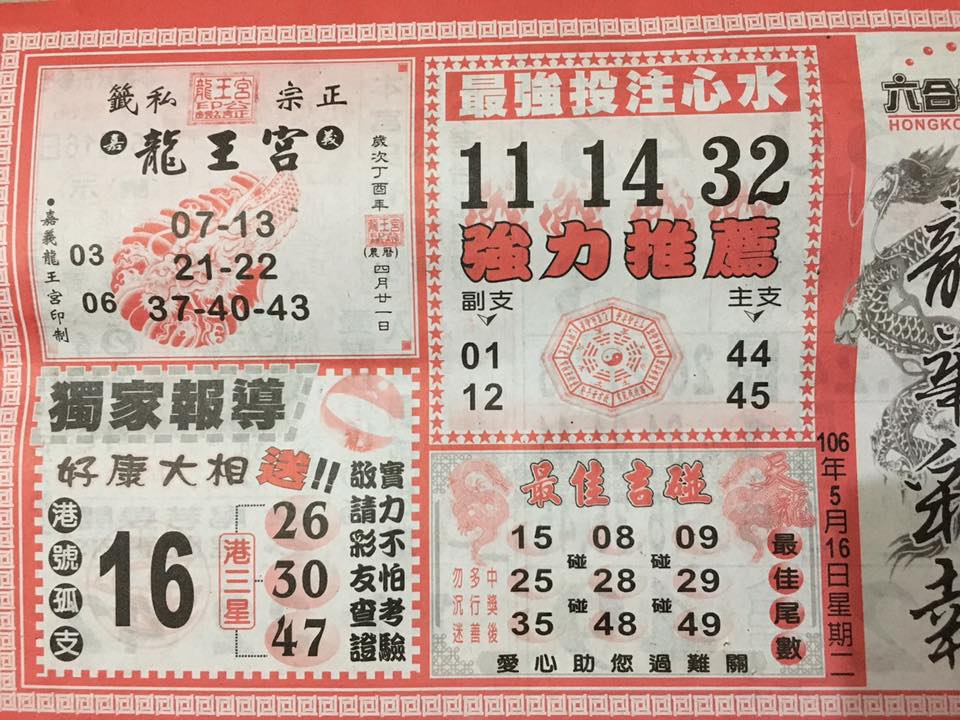 正宗 私籤
龍王宮
嘉 龍王宮 義
歲次丁酉年
(農曆)四月廿一日
07-13
21-22
37-40-43
03
06
嘉義龍王宮印制
最強投注心水
11 14 32
強力推薦
副支 主支
01 44
12 45
獨家報導
好康大相送!!
港號孤支
16
港三星
26
30
47
實力不怕考驗
敬請彩友查證
最佳吉碰
天龍
15 08 09
碰 碰
25 28 29
碰 碰
35 48 49
最佳尾數
中獎後
多行善
勿沉迷
愛心助您過難關
106年5月16日星期二
六合
HONGKO